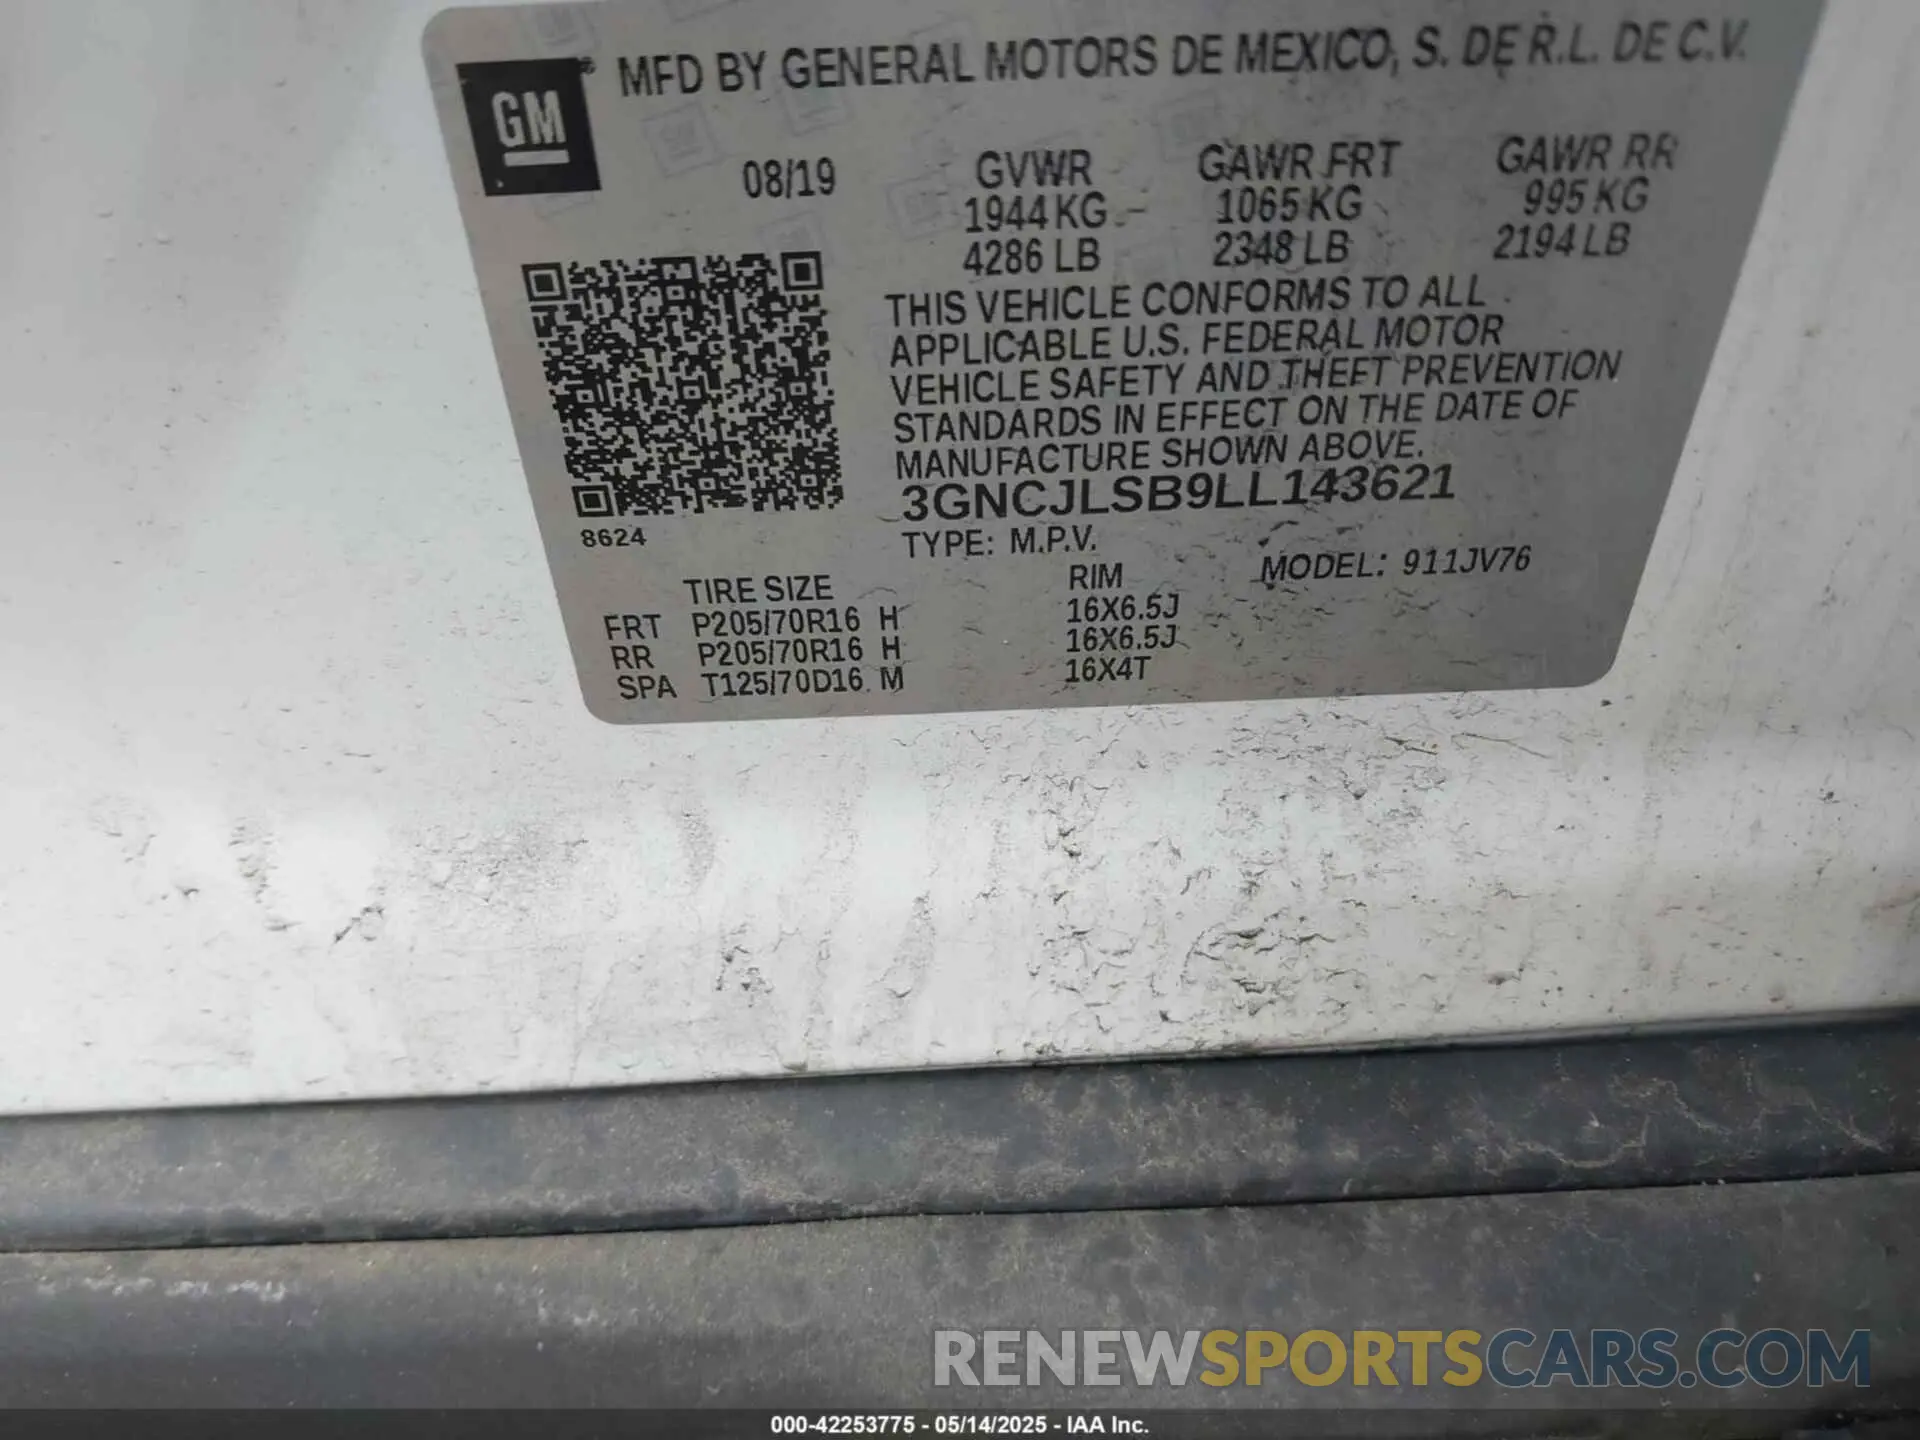 GM
® MFD BY GENERAL MOTORS DE MEXICO, S. DE R.L. DE C.V.
08/19 GVWR GAWR FRT GAWR RR
1944 KG 1065 KG 995 KG
4286 LB 2348 LB 2194 LB
THIS VEHICLE CONFORMS TO ALL
APPLICABLE U.S. FEDERAL MOTOR
VEHICLE SAFETY AND THEFT PREVENTION
STANDARDS IN EFFECT ON THE DATE OF
MANUFACTURE SHOWN ABOVE.
3GNCJLSB9LL143621
8624
TYPE: M.P.V.
MODEL: 911JV76
TIRE SIZE RIM
FRT P205/70R16 H 16X6.5J
RR P205/70R16 H 16X6.5J
SPA T125/70D16 M 16X4T
RENEWSPORTSCARS.COM
000-42253775 - 05/14/2025 - IAA Inc.